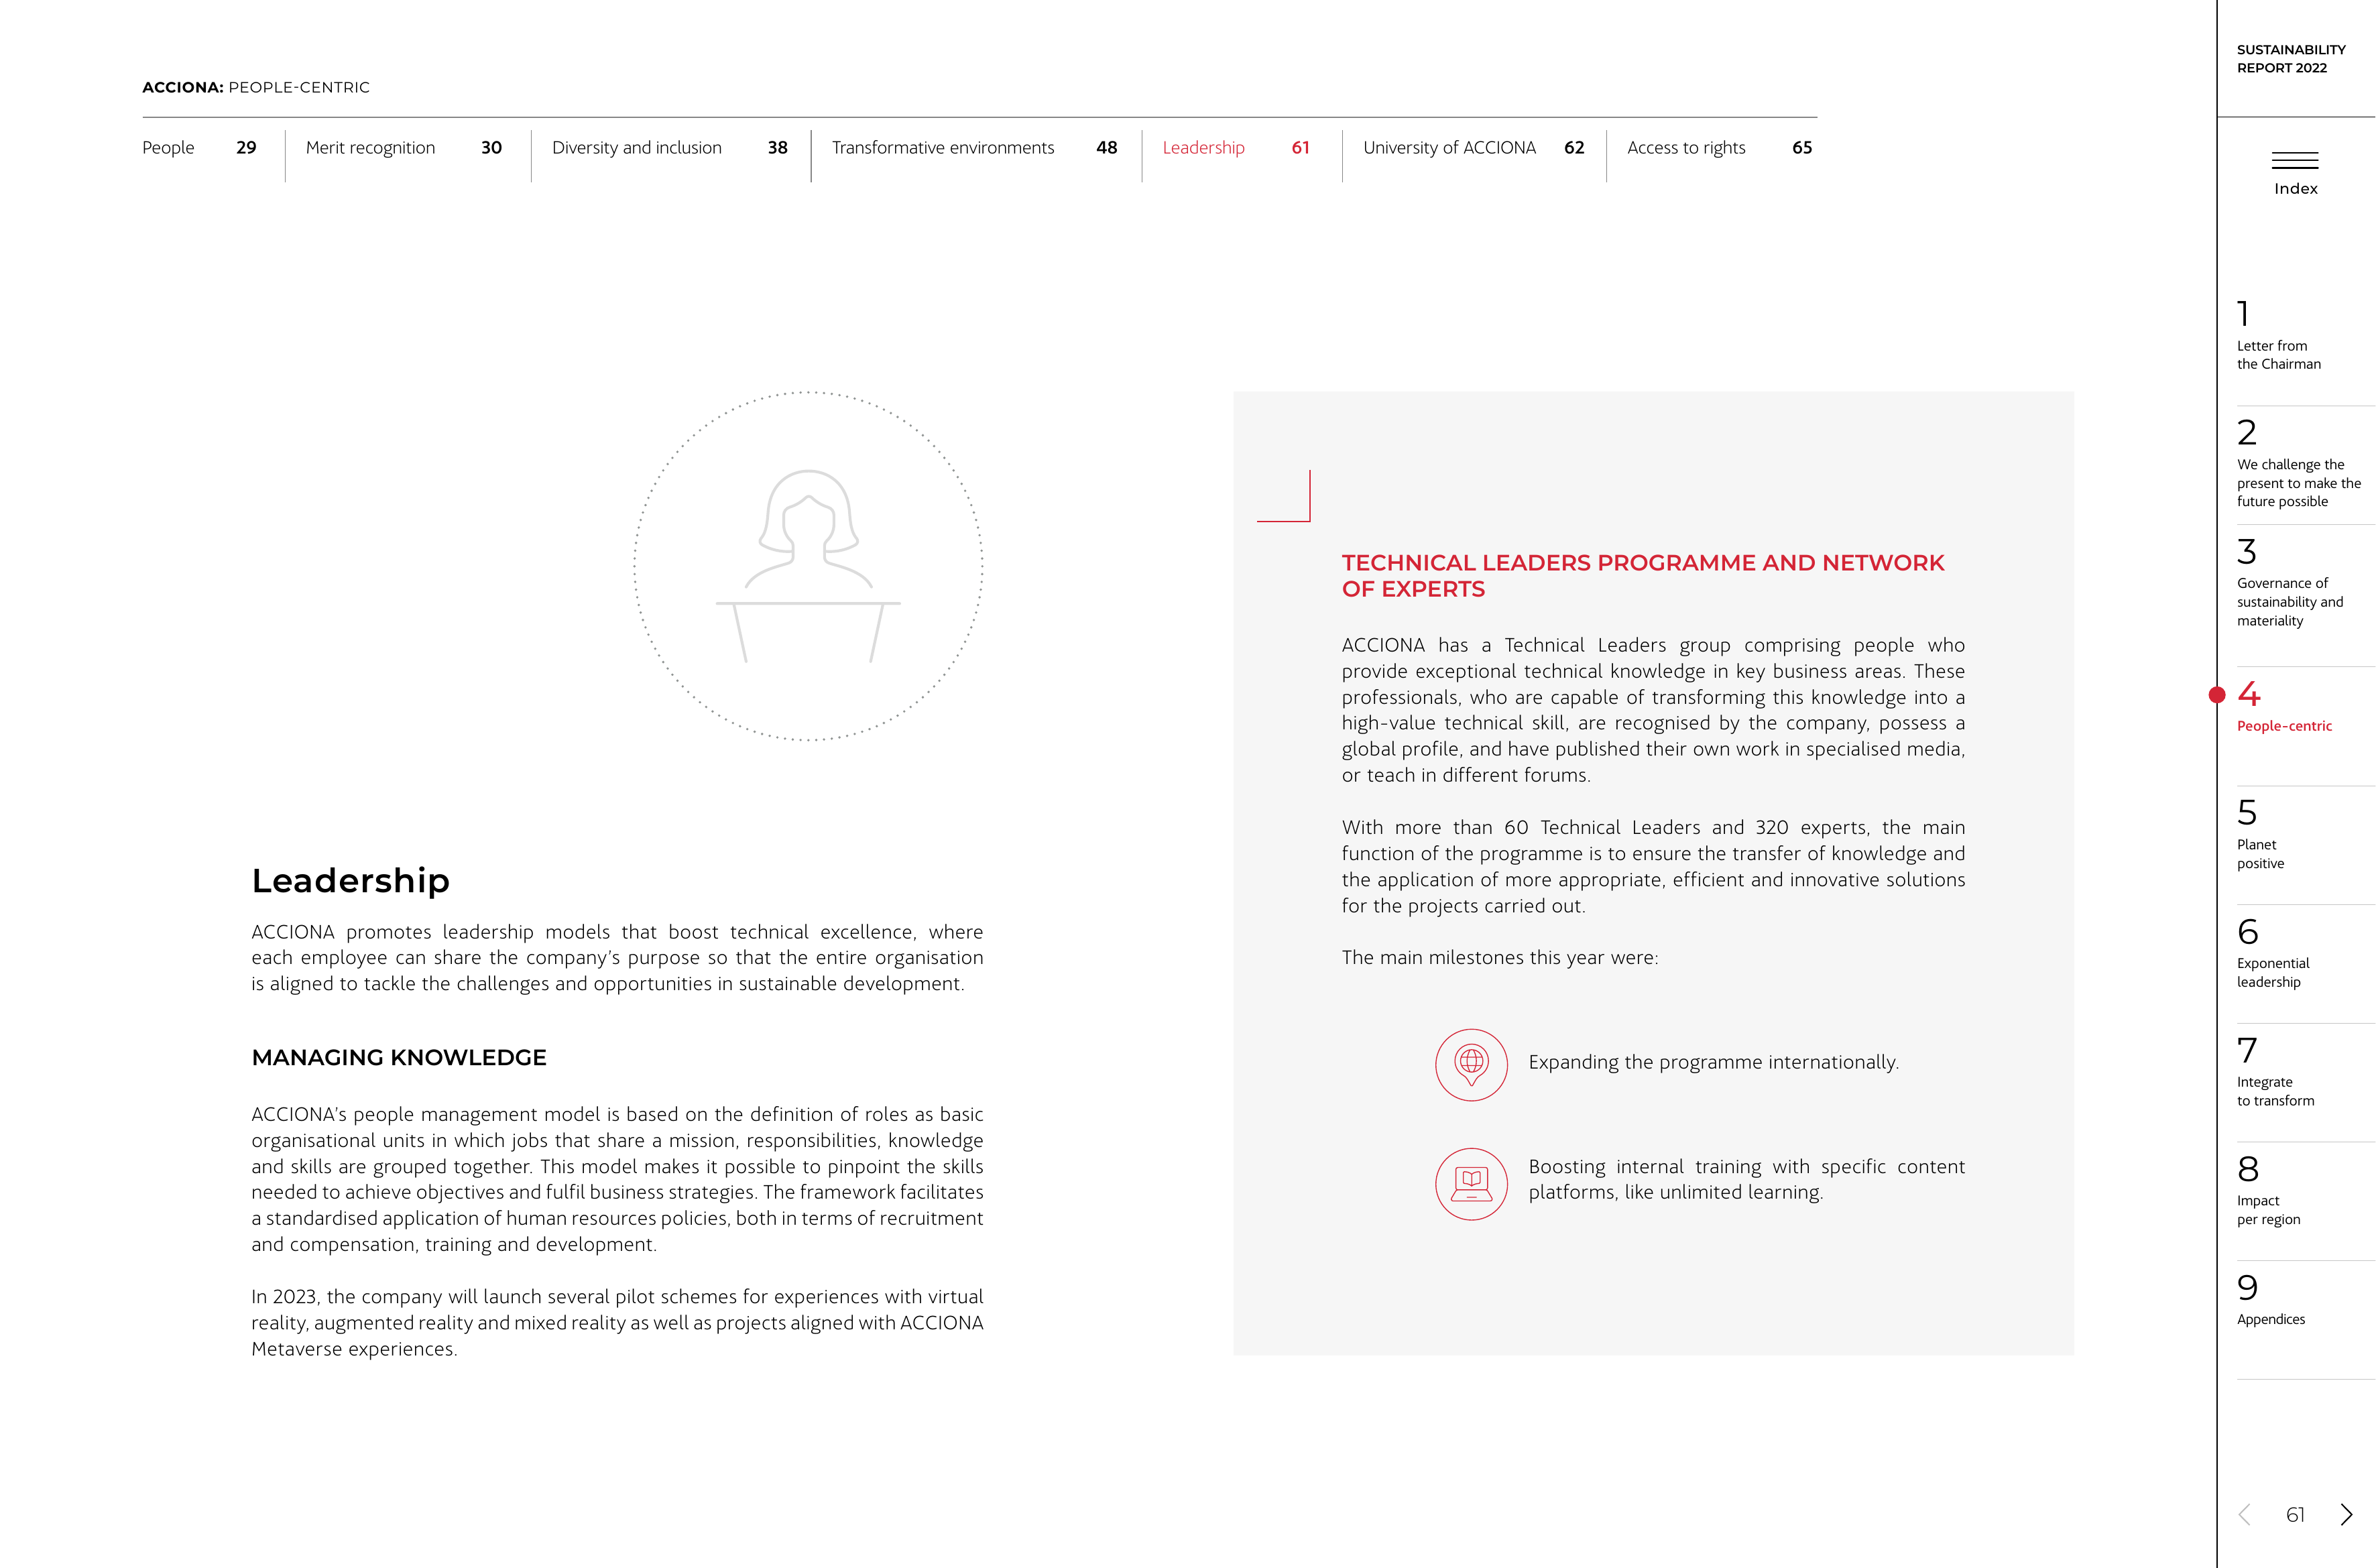 ACCIONA: PEOPLE-CENTRIC
People 29
Merit recognition 30
Diversity and inclusion 38
Transformative environments 48
Leadership 61
University of ACCIONA 62
Access to rights 65
Leadership
ACCIONA promotes leadership models that boost technical excellence, where
each employee can share the company’s purpose so that the entire organisation
is aligned to tackle the challenges and opportunities in sustainable development.
MANAGING KNOWLEDGE
ACCIONA’s people management model is based on the definition of roles as basic
organisational units in which jobs that share a mission, responsibilities, knowledge
and skills are grouped together. This model makes it possible to pinpoint the skills
needed to achieve objectives and fulfil business strategies. The framework facilitates
a standardised application of human resources policies, both in terms of recruitment
and compensation, training and development.
In 2023, the company will launch several pilot schemes for experiences with virtual
reality, augmented reality and mixed reality as well as projects aligned with ACCIONA
Metaverse experiences.
TECHNICAL LEADERS PROGRAMME AND NETWORK
OF EXPERTS
ACCIONA has a Technical Leaders group comprising people who
provide exceptional technical knowledge in key business areas. These
professionals, who are capable of transforming this knowledge into a
high-value technical skill, are recognised by the company, possess a
global profile, and have published their own work in specialised media,
or teach in different forums.
With more than 60 Technical Leaders and 320 experts, the main
function of the programme is to ensure the transfer of knowledge and
the application of more appropriate, efficient and innovative solutions
for the projects carried out.
The main milestones this year were:
Expanding the programme internationally.
Boosting internal training with specific content
platforms, like unlimited learning.
SUSTAINABILITY
REPORT 2022
Index
1
Letter from
the Chairman
2
We challenge the
present to make the
future possible
3
Governance of
sustainability and
materiality
4
People-centric
5
Planet
positive
6
Exponential
leadership
7
Integrate
to transform
8
Impact
per region
9
Appendices
61